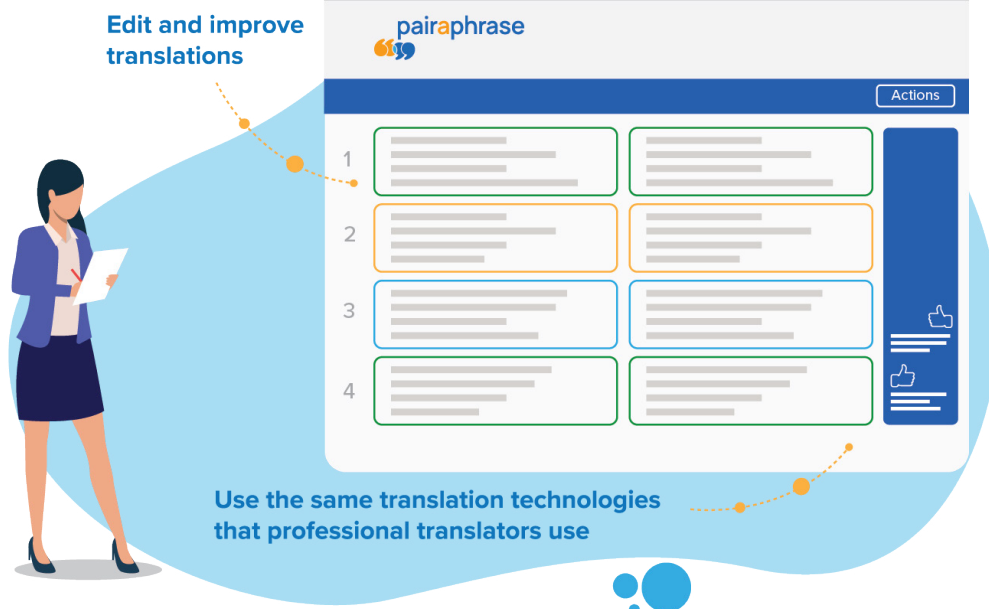 Edit and improve
translations
pairaphrase
Actions
1
2
3
4
Use the same translation technologies
that professional translators use